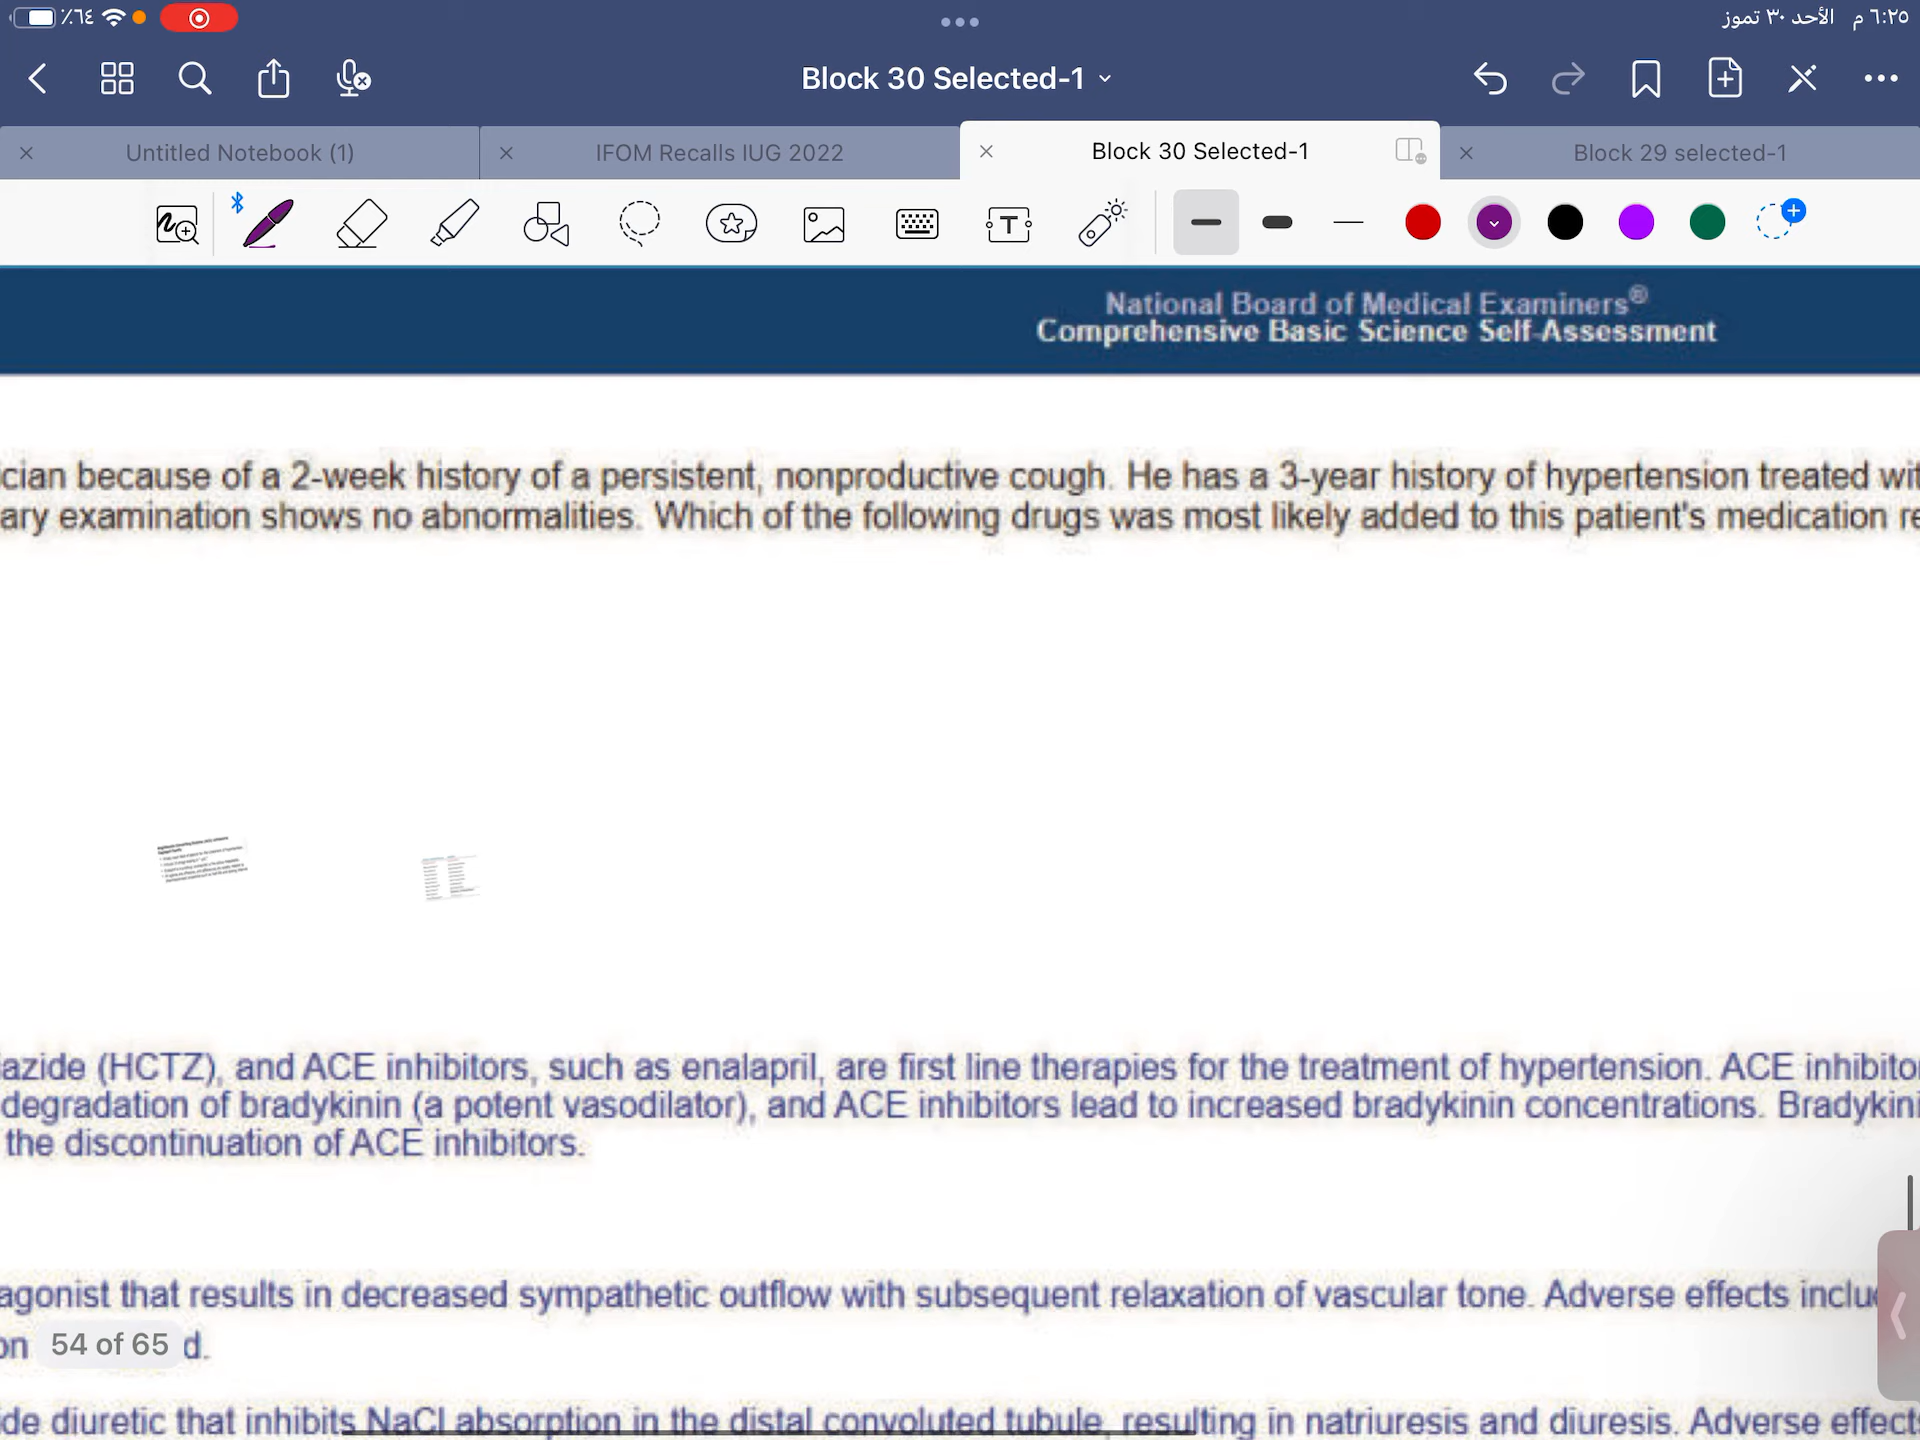 ٪٦٤
٦:٢٥ م الأحد ٣٠ تموز
Block 30 Selected-1
Untitled Notebook (1)
IFOM Recalls IUG 2022
Block 30 Selected-1
Block 29 selected-1
T
National Board of Medical Examiners®
Comprehensive Basic Science Self-Assessment
cian because of a 2-week history of a persistent, nonproductive cough. He has a 3-year history of hypertension treated wit
ary examination shows no abnormalities. Which of the following drugs was most likely added to this patient's medication re
azide (HCTZ), and ACE inhibitors, such as enalapril, are first line therapies for the treatment of hypertension. ACE inhibitor
degradation of bradykinin (a potent vasodilator), and ACE inhibitors lead to increased bradykinin concentrations. Bradykini
the discontinuation of ACE inhibitors.
agonist that results in decreased sympathetic outflow with subsequent relaxation of vascular tone. Adverse effects includ
on 54 of 65 d.
de diuretic that inhibits NaCl absorption in the distal convoluted tubule, resulting in natriuresis and diuresis. Adverse effects